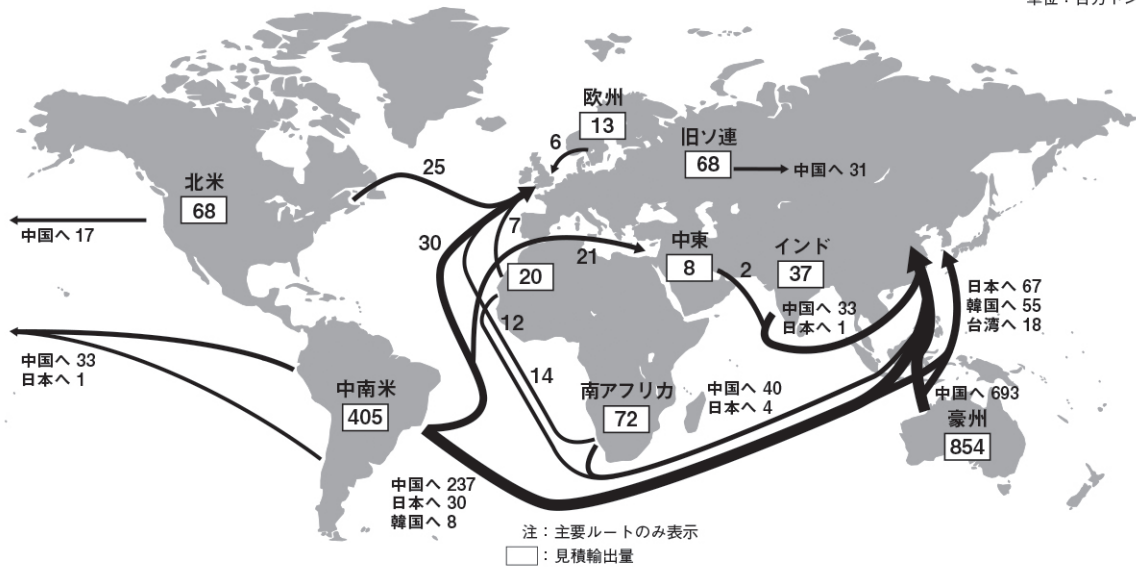 単位：百万トン
欧州
13
6
旧ソ連
68
中国へ 31
25
北米
68
中国へ 17
30
7
21
20
中東
8
2
インド
37
中国へ 33
日本へ 1
日本へ 67
韓国へ 55
台湾へ 18
12
14
中国へ 33
日本へ 1
中南米
405
南アフリカ
72
中国へ 40
日本へ 4
中国へ 693
豪州
854
中国へ 237
日本へ 30
韓国へ 8
注：主要ルートのみ表示
：見積輸出量